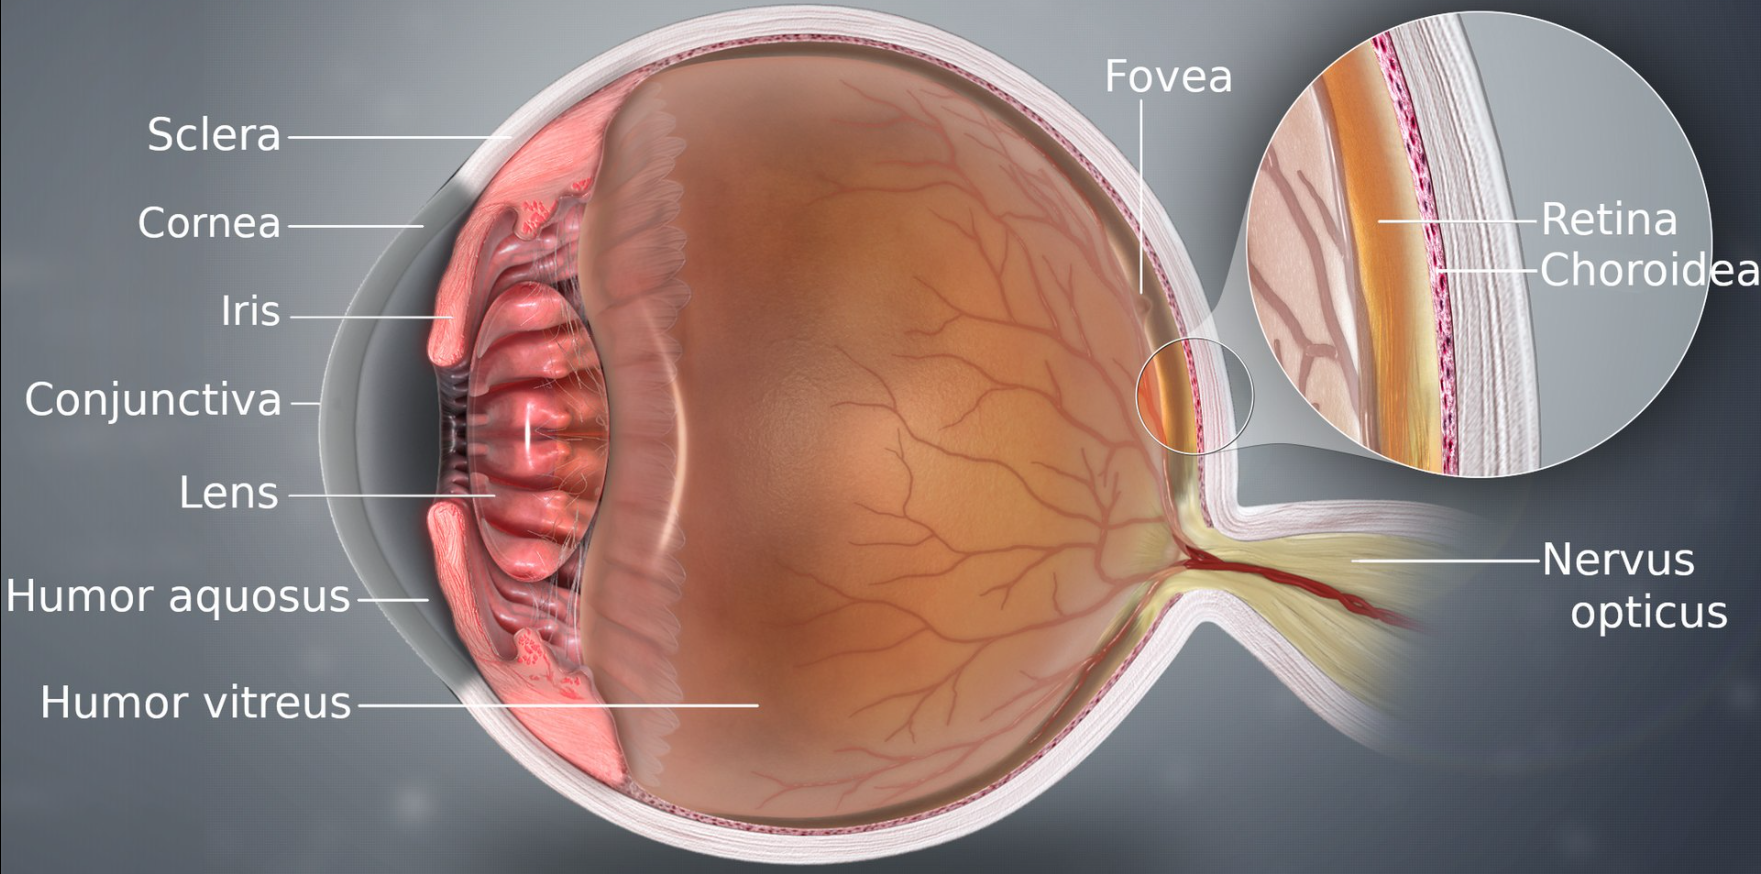 Sclera
Cornea
Iris
Conjunctiva
Lens
Humor aquosus
Humor vitreus
Fovea
Retina
Choroidea
Nervus
opticus